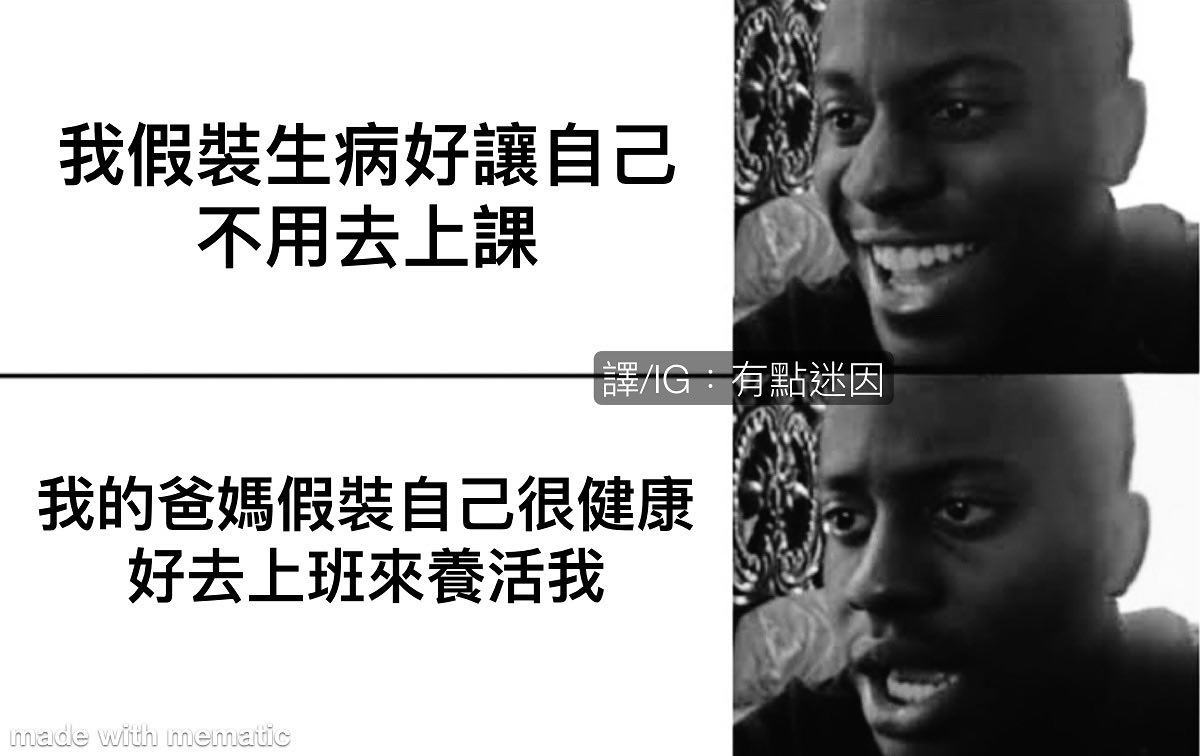 我假裝生病好讓自己
不用去上課
譯/IG：有點迷因
我的爸媽假裝自己很健康
好去上班來養活我
made with mematic